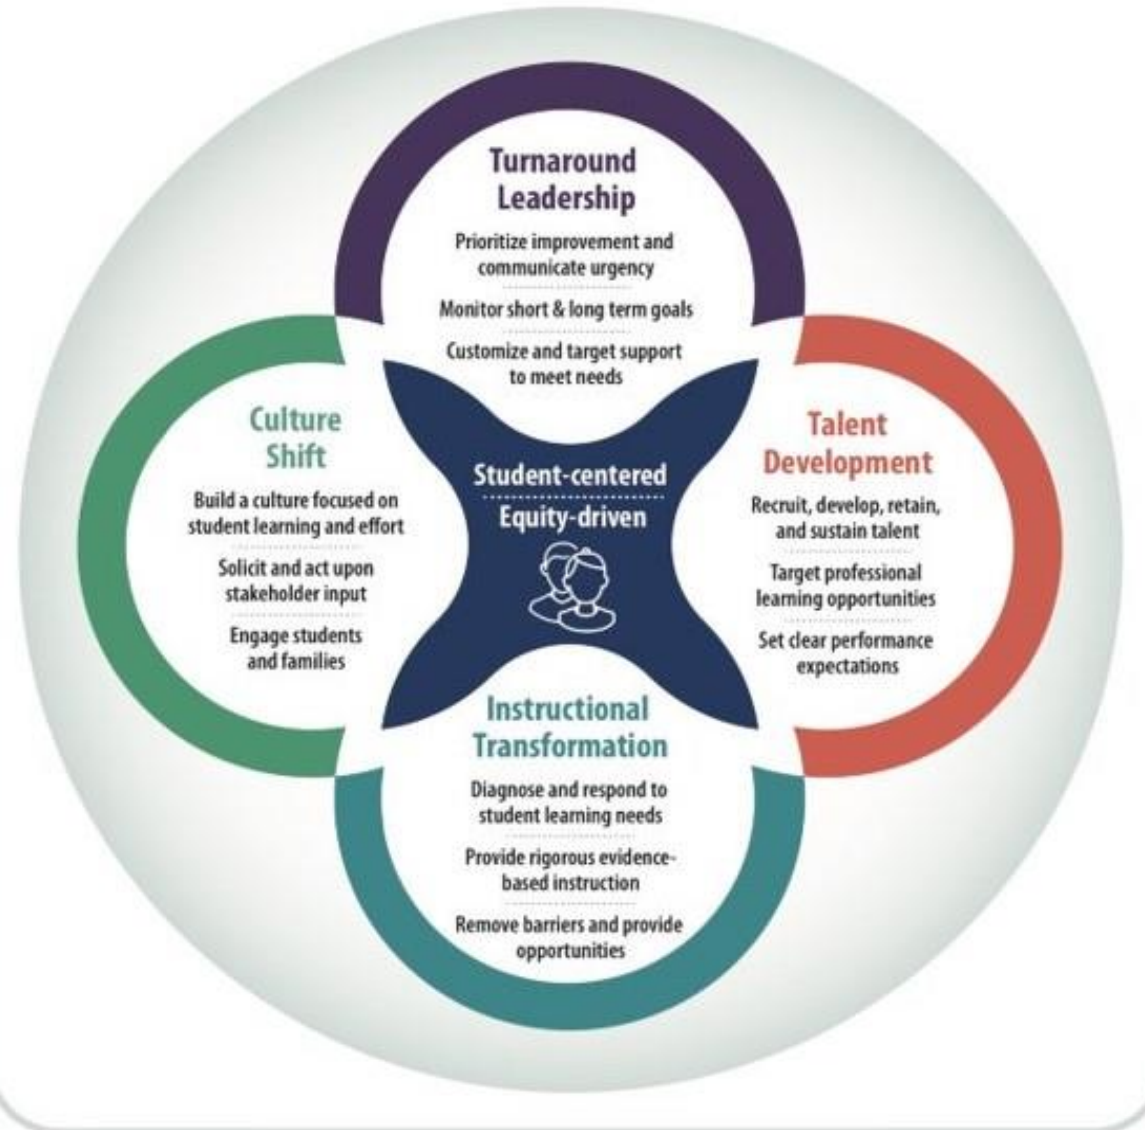 Turnaround
Leadership
Prioritize improvement and
communicate urgency
Monitor short & long term goals
Customize and target support
to meet needs
Culture
Shift
Build a culture focused on
student learning and effort
Solicit and act upon
stakeholder input
Engage students
and families
Student-centered
Equity-driven
Talent
Development
Recruit, develop, retain,
and sustain talent
Target professional
learning opportunities
Set clear performance
expectations
Instructional
Transformation
Diagnose and respond to
student learning needs
Provide rigorous evidence-
based instruction
Remove barriers and provide
opportunities